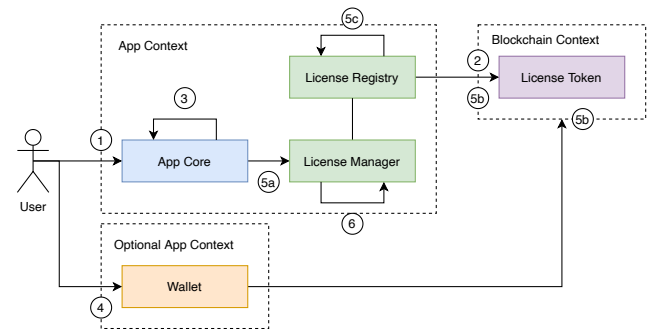 5c
App Context
Blockchain Context
2
License Registry
License Token
3
5b
5b
1
App Core
License Manager
5a
User
6
Optional App Context
Wallet
4